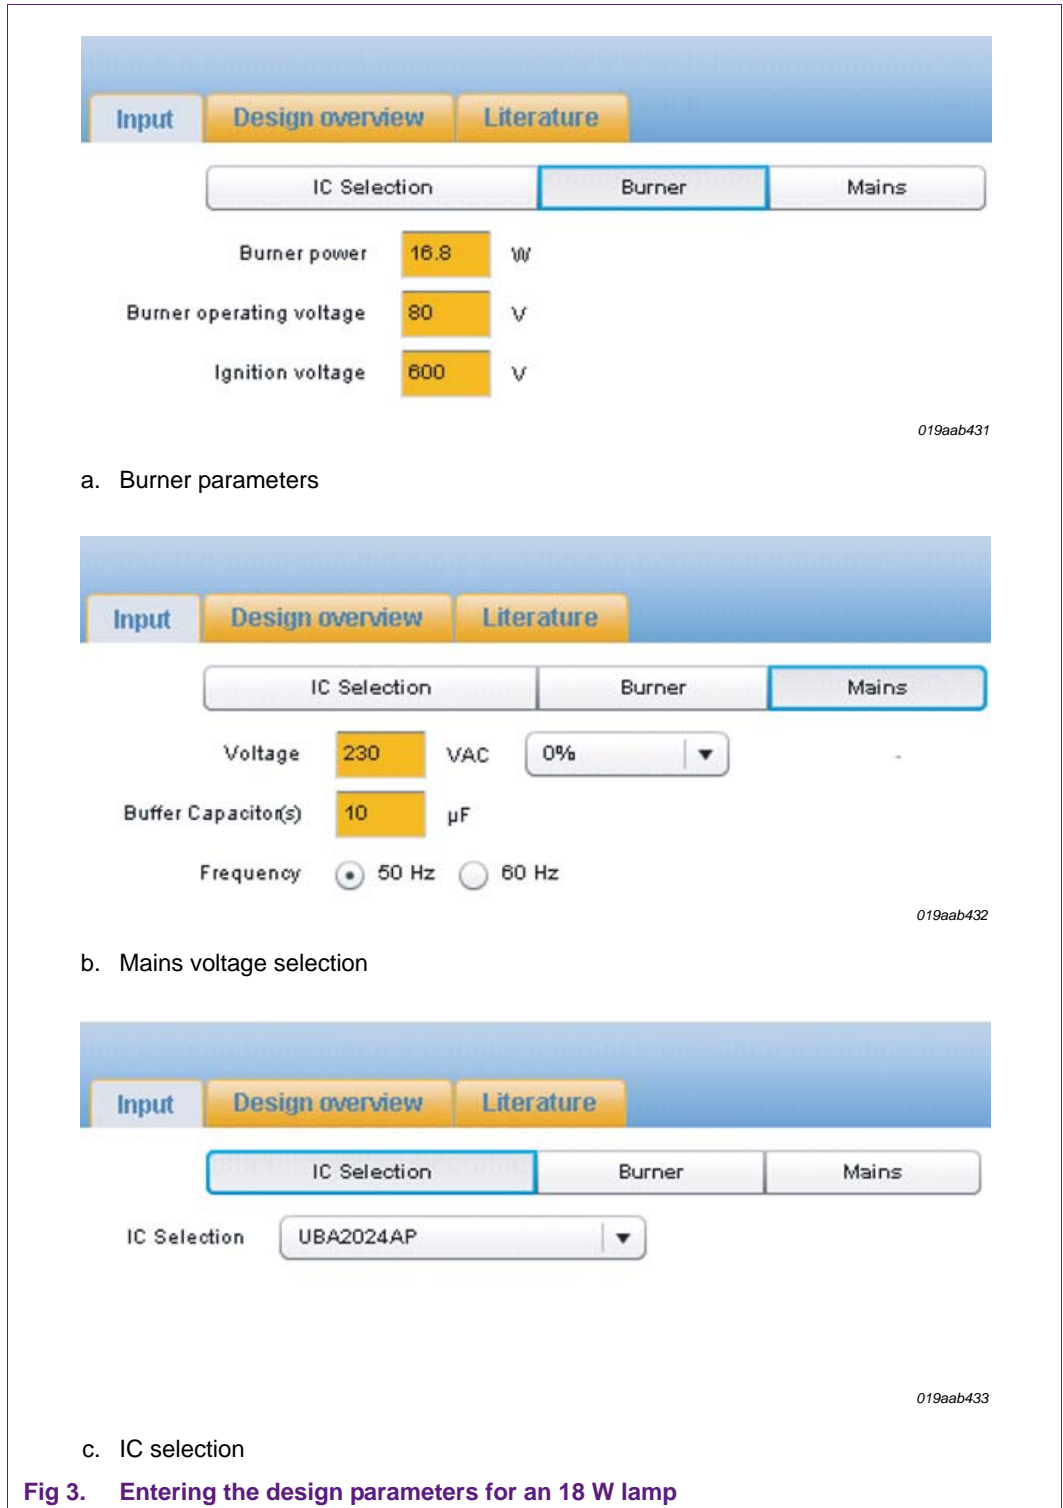 Input Design overview Literature
IC Selection Burner Mains
Burner power 16.8 W
Burner operating voltage 80 V
Ignition voltage 600 V
019aab431
a. Burner parameters
Input Design overview Literature
IC Selection Burner Mains
Voltage 230 VAC 0%
Buffer Capacitor(s) 10 µF
Frequency 50 Hz 60 Hz
019aab432
b. Mains voltage selection
Input Design overview Literature
IC Selection Burner Mains
IC Selection UBA2024AP
019aab433
c. IC selection
Fig 3. Entering the design parameters for an 18 W lamp